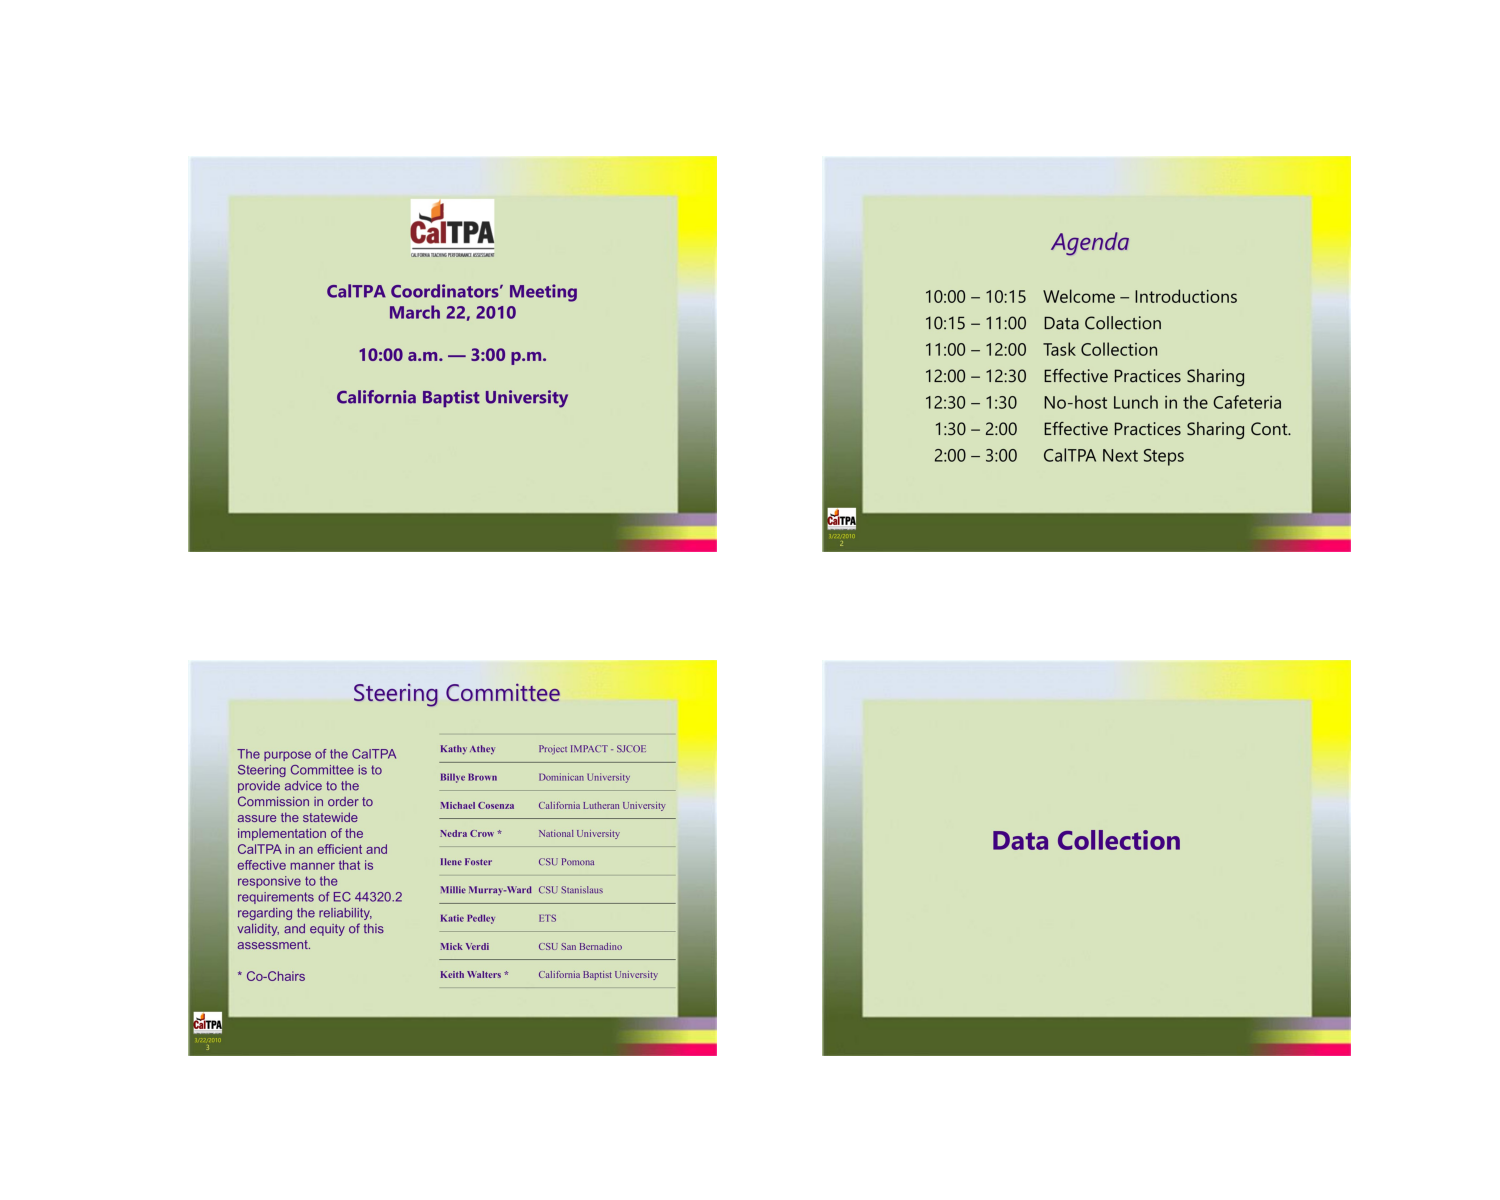 CalTPA
CALIFORNIA TEACHING PERFORMANCE ASSESSMENT
CalTPA Coordinators’ Meeting
March 22, 2010
10:00 a.m. — 3:00 p.m.
California Baptist University
Agenda
10:00 – 10:15 Welcome – Introductions
10:15 – 11:00 Data Collection
11:00 – 12:00 Task Collection
12:00 – 12:30 Effective Practices Sharing
12:30 – 1:30 No-host Lunch in the Cafeteria
1:30 – 2:00 Effective Practices Sharing Cont.
2:00 – 3:00 CalTPA Next Steps
CalTPA
3/22/2010
2
Steering Committee
The purpose of the CalTPA
Steering Committee is to
provide advice to the
Commission in order to
assure the statewide
implementation of the
CalTPA in an efficient and
effective manner that is
responsive to the
requirements of EC 44320.2
regarding the reliability,
validity, and equity of this
assessment.
* Co-Chairs
Kathy Athey Project IMPACT - SJCOE
Billye Brown Dominican University
Michael Cosenza California Lutheran University
Nedra Crow * National University
Ilene Foster CSU Pomona
Millie Murray-Ward CSU Stanislaus
Katie Pedley ETS
Mick Verdi CSU San Bernadino
Keith Walters * California Baptist University
CalTPA
3/22/2010
3
Data Collection